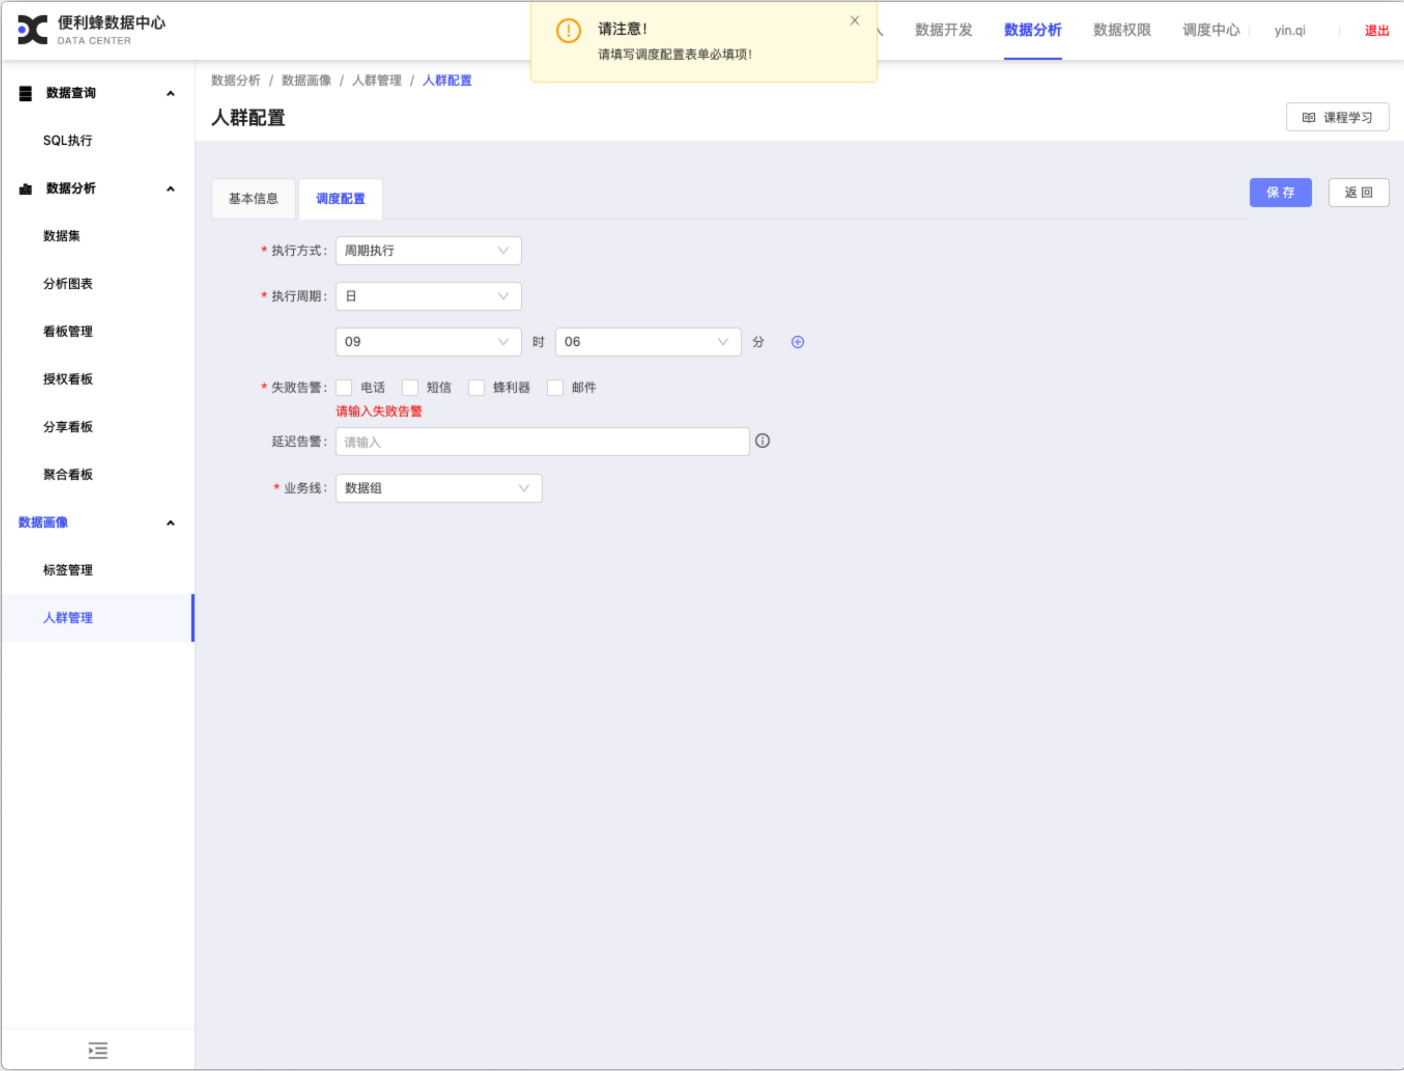 便利蜂数据中心
DATA CENTER
请注意！
请填写调度配置表单必填项！
数据开发
数据分析
数据权限
调度中心
yin.qi
退出
数据查询
SQL执行
数据分析
数据集
分析图表
看板管理
授权看板
分享看板
聚合看板
数据画像
标签管理
人群管理
数据分析 / 数据画像 / 人群管理 / 人群配置
人群配置
课程学习
基本信息
调度配置
保 存
返 回
* 执行方式： 周期执行
* 执行周期： 日
09 时 06 分
* 失败告警： 电话 短信 蜂利器 邮件
请输入失败告警
延迟告警： 请输入
* 业务线： 数据组